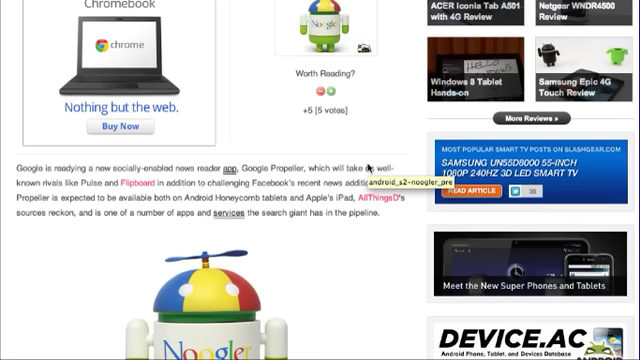 Chromebook
chrome
Nothing but the web.
Buy Now
Noogler
Worth Reading?
+5 [5 votes]
Google is readying a new socially-enabled news reader app, Google Propeller, which will take on well-
known rivals like Pulse and Flipboard in addition to challenging Facebook's recent news additio
android_s2-noogler_pre
Propeller is expected to be available both on Android Honeycomb tablets and Apple's iPad, AllThingsD's
sources reckon, and is one of a number of apps and services the search giant has in the pipeline.
Noogler
ACER Iconia Tab A501
with 4G Review
Netgear WNDR4500
Review
Windows 8 Tablet
Hands-on
Samsung Epic 4G
Touch Review
More Reviews »
MOST POPULAR SMART TV POSTS ON SLASHGEAR.COM
SAMSUNG UN55D8000 55-INCH
1080P 240HZ 3D LED SMART TV
READ ARTICLE
38
Meet the New Super Phones and Tablets
DEVICE.AC
Android Phone, Tablets, and Devices Database
ANDROID